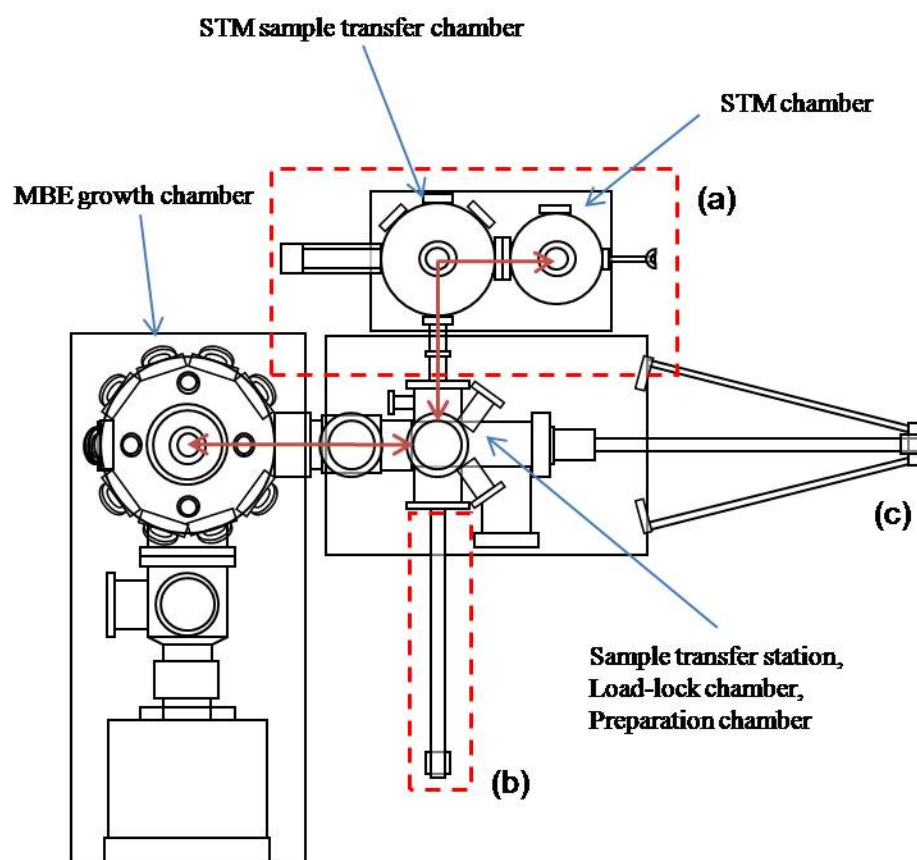 STM sample transfer chamber
STM chamber
MBE growth chamber
(a)
(c)
Sample transfer station,
Load-lock chamber,
Preparation chamber
(b)